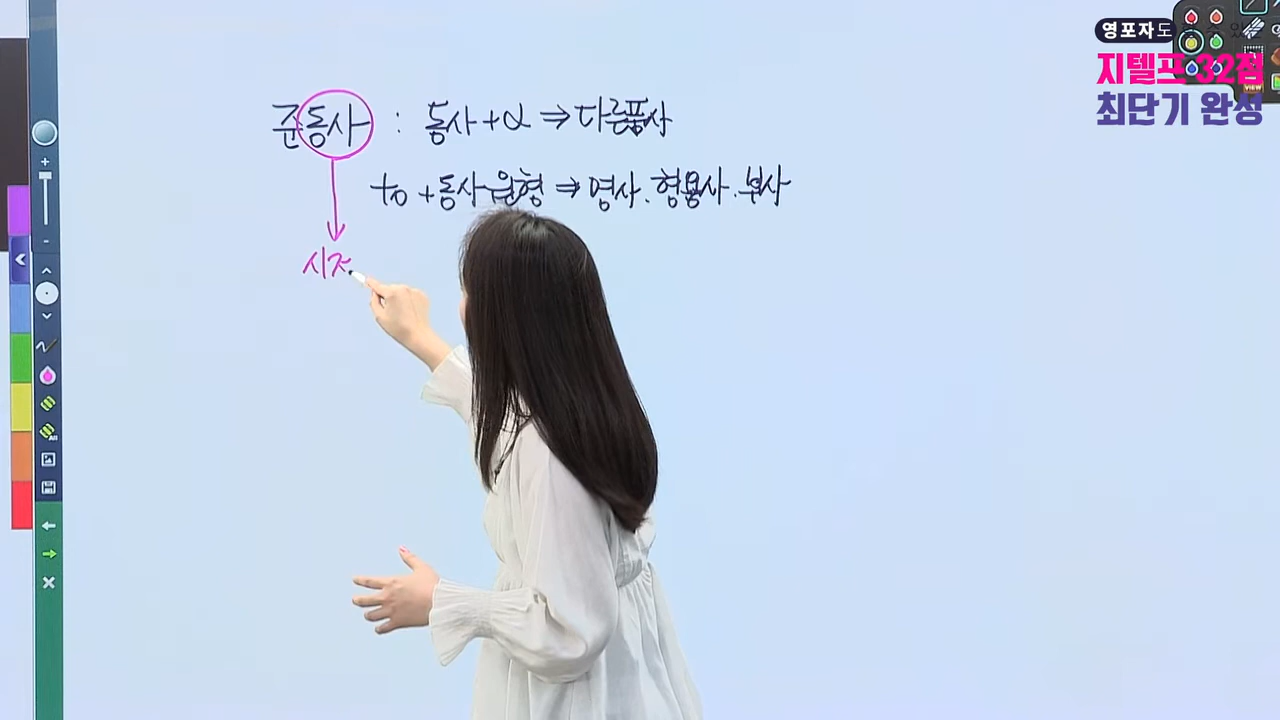 영포자도
지텔프 32점
최단기 완성
준동사 : 동사+α ⇒ 다른품사
to + 동사원형 ⇒ 명사. 형용사. 부사
시제